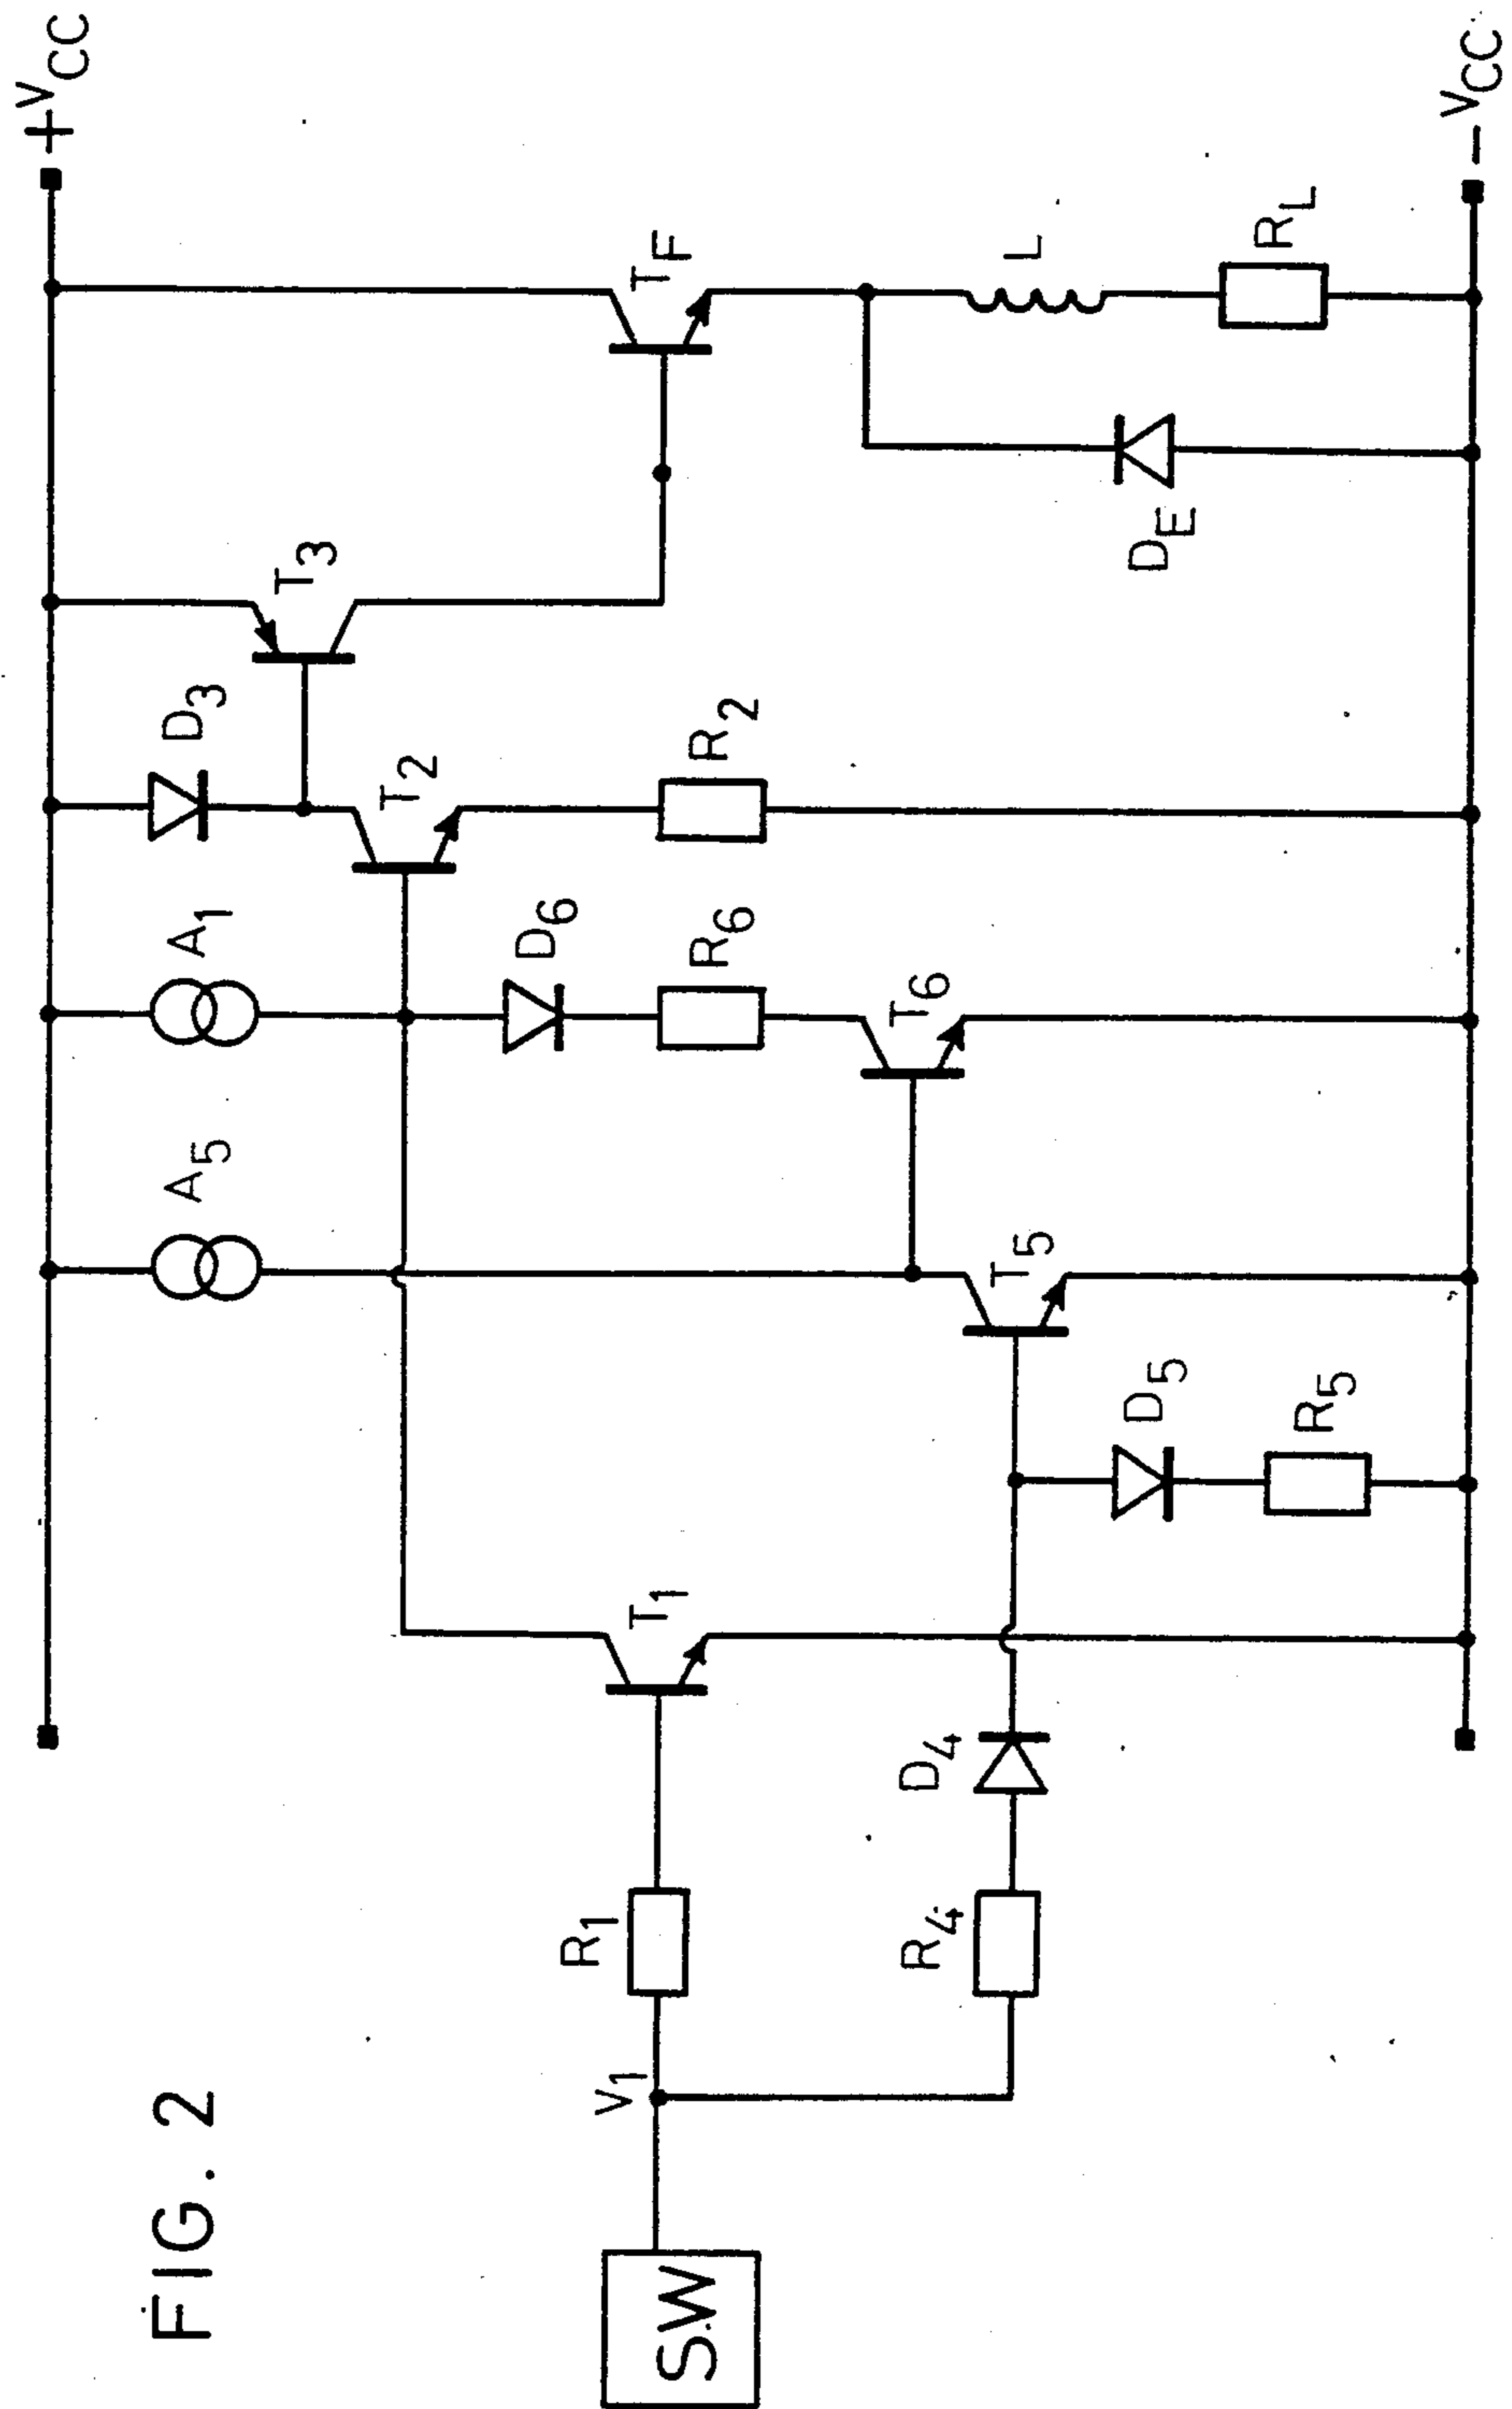 FIG. 2
+VCC
A5
A1
D3
T3
T2
D6
R2
R6
TF
T1
R1
V1
S.W
T6
T5
L
RL
DE
D4
R4
D5
R5
-VCC